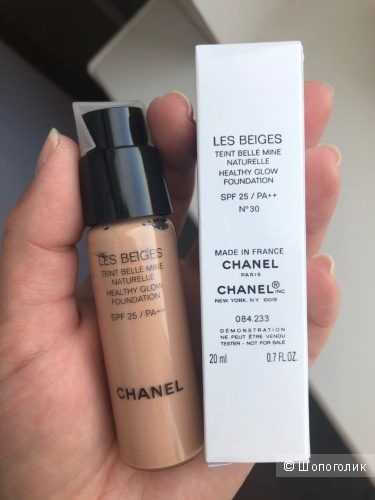 LES BEIGES
TEINT BELLE MINE
NATURELLE
HEALTHY GLOW
FOUNDATION
SPF 25 / PA++
CHANEL
LES BEIGES
TEINT BELLE MINE
NATURELLE
HEALTHY GLOW
FOUNDATION
SPF 25 / PA++
N°30
MADE IN FRANCE
CHANEL
PARIS
CHANEL® INC.
NEW YORK, N.Y. 10019
084.233
DÉMONSTRATION
NE PEUT ÊTRE VENDU
TESTER - NOT FOR SALE
20 ml 0.7 FL.OZ.
© Шопоголик